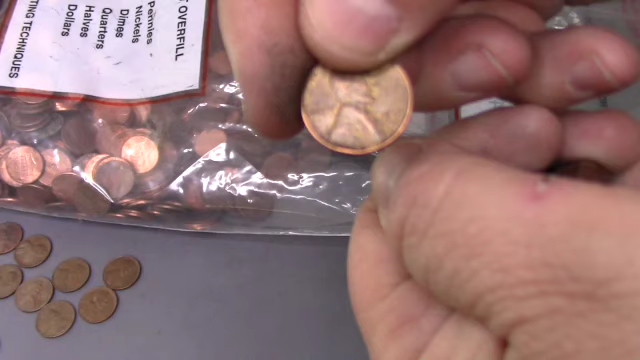 T OVERFILL
Pennies -
Nickels
Dimes
Quarters
Halves
Dollars
TING TECHNIQUES